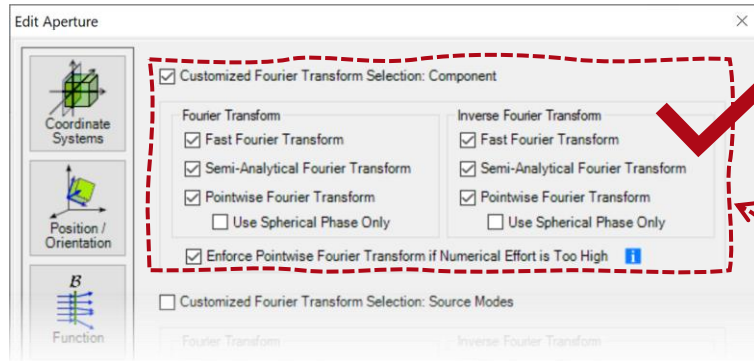 Edit Aperture
Customized Fourier Transform Selection: Component
Coordinate
Systems
Fourier Transform
Inverse Fourier Transform
Fast Fourier Transform
Fast Fourier Transform
Semi-Analytical Fourier Transform
Semi-Analytical Fourier Transform
Pointwise Fourier Transform
Pointwise Fourier Transform
Use Spherical Phase Only
Use Spherical Phase Only
Position /
Orientation
Enforce Pointwise Fourier Transform if Numerical Effort is Too High
i
B
Function
Customized Fourier Transform Selection: Source Modes
Fourier Transform
Inverse Fourier Transform